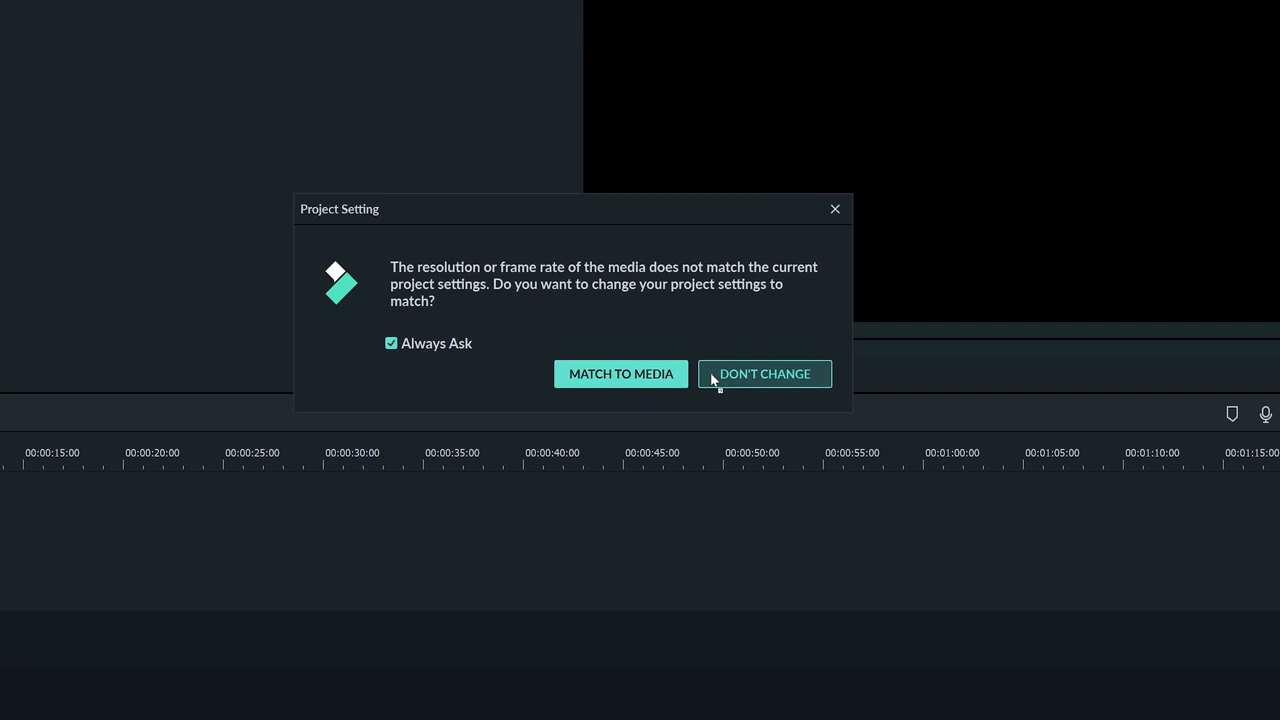 Project Setting
The resolution or frame rate of the media does not match the current
project settings. Do you want to change your project settings to
match?
Always Ask
MATCH TO MEDIA
DON'T CHANGE
00:00:15:00
00:00:20:00
00:00:25:00
00:00:30:00
00:00:35:00
00:00:40:00
00:00:45:00
00:00:50:00
00:00:55:00
00:01:00:00
00:01:05:00
00:01:10:00
00:01:15:00